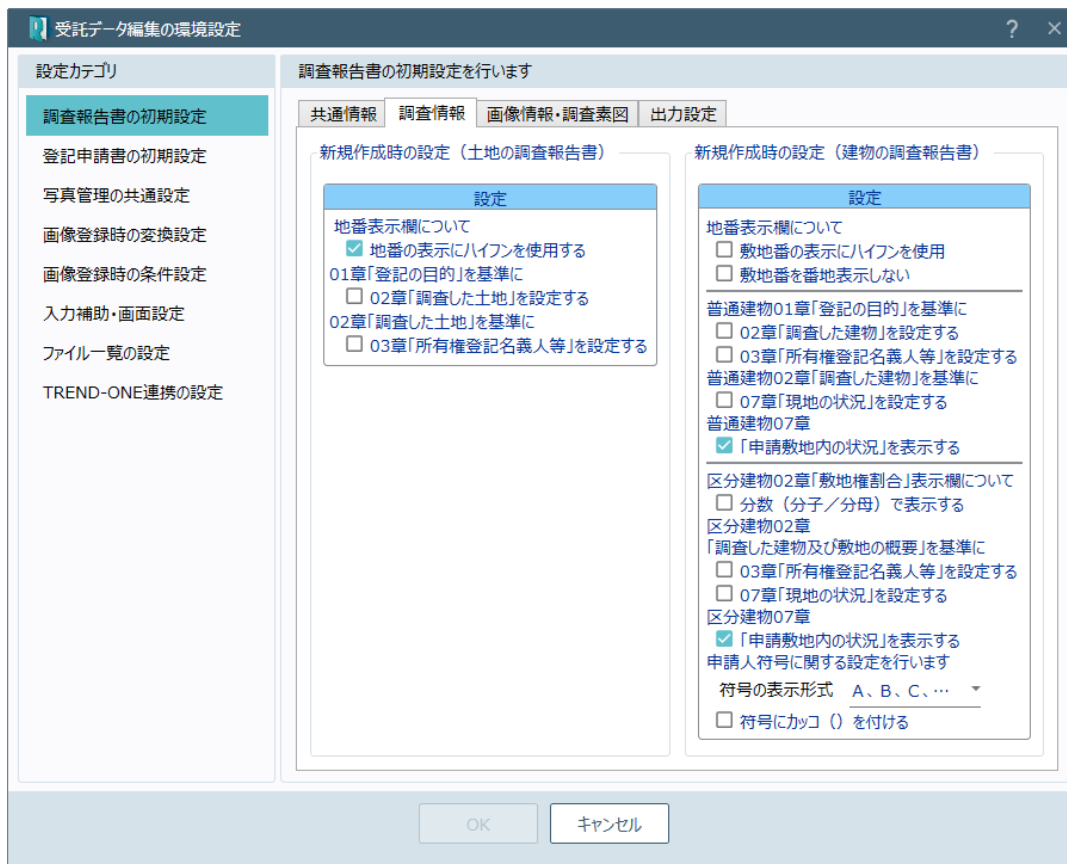 受託データ編集の環境設定
? ×
設定カテゴリ
調査報告書の初期設定
登記申請書の初期設定
写真管理の共通設定
画像登録時の変換設定
画像登録時の条件設定
入力補助・画面設定
ファイル一覧の設定
TREND-ONE連携の設定
調査報告書の初期設定を行います
共通情報 調査情報 画像情報・調査素図 出力設定
新規作成時の設定（土地の調査報告書）
設定
地番表示欄について
地番の表示にハイフンを使用する
01章「登記の目的」を基準に
02章「調査した土地」を設定する
02章「調査した土地」を基準に
03章「所有権登記名義人等」を設定する
新規作成時の設定（建物の調査報告書）
設定
地番表示欄について
敷地番の表示にハイフンを使用
敷地番を番地表示しない
普通建物01章「登記の目的」を基準に
02章「調査した建物」を設定する
03章「所有権登記名義人等」を設定する
普通建物02章「調査した建物」を基準に
07章「現地の状況」を設定する
普通建物07章
「申請敷地内の状況」を表示する
区分建物02章「敷地権割合」表示欄について
分数（分子／分母）で表示する
区分建物02章
「調査した建物及び敷地の概要」を基準に
03章「所有権登記名義人等」を設定する
07章「現地の状況」を設定する
区分建物07章
「申請敷地内の状況」を表示する
申請人符号に関する設定を行います
符号の表示形式 A、B、C、…
符号にカッコ（）を付ける
OK キャンセル